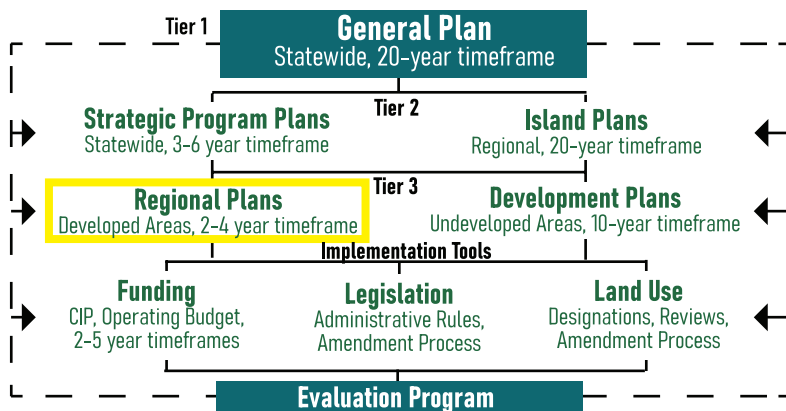 Tier 1
General Plan
Statewide, 20-year timeframe
Tier 2
Strategic Program Plans
Statewide, 3-6 year timeframe
Island Plans
Regional, 20-year timeframe
Tier 3
Regional Plans
Developed Areas, 2-4 year timeframe
Development Plans
Undeveloped Areas, 10-year timeframe
Implementation Tools
Funding
CIP, Operating Budget,
2-5 year timeframes
Legislation
Administrative Rules,
Amendment Process
Land Use
Designations, Reviews,
Amendment Process
Evaluation Program